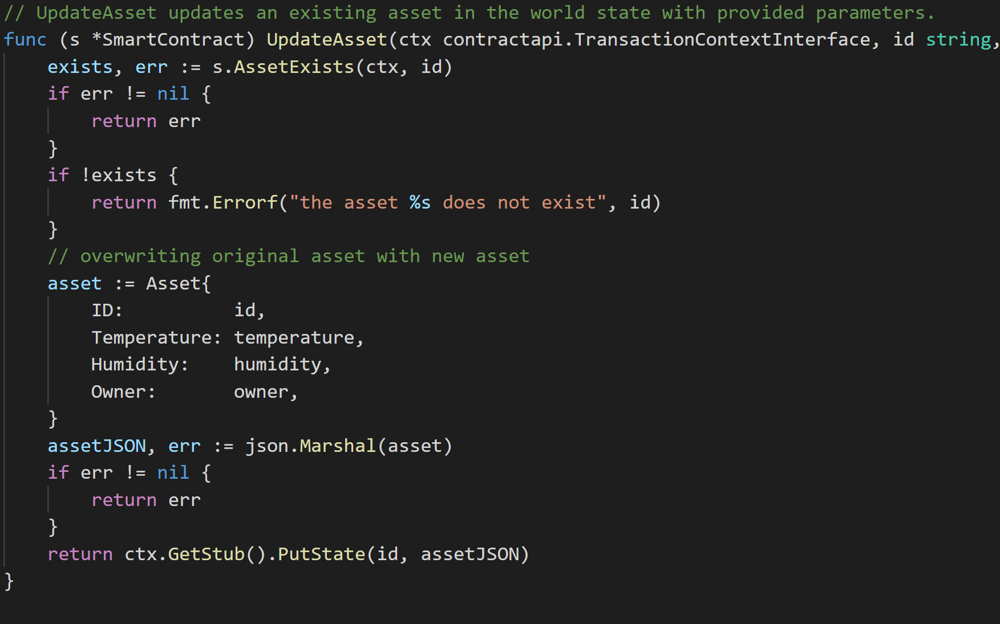 // UpdateAsset updates an existing asset in the world state with provided parameters.
func (s *SmartContract) UpdateAsset(ctx contractapi.TransactionContextInterface, id string,
    exists, err := s.AssetExists(ctx, id)
    if err != nil {
        return err
    }
    if !exists {
        return fmt.Errorf("the asset %s does not exist", id)
    }
    // overwriting original asset with new asset
    asset := Asset{
        ID:          id,
        Temperature: temperature,
        Humidity:    humidity,
        Owner:       owner,
    }
    assetJSON, err := json.Marshal(asset)
    if err != nil {
        return err
    }
    return ctx.GetStub().PutState(id, assetJSON)
}